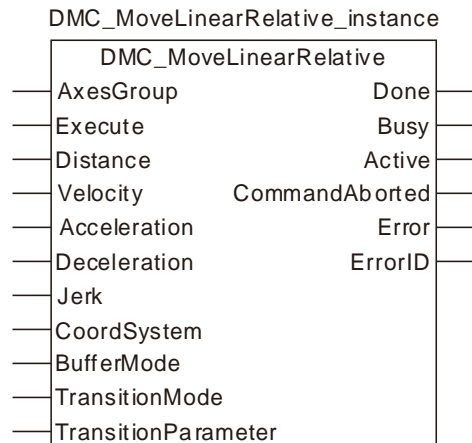 DMC_MoveLinearRelative_instance
DMC_MoveLinearRelative
AxesGroup Done
Execute Busy
Distance Active
Velocity CommandAborted
Acceleration Error
Deceleration ErrorID
Jerk
CoordSystem
BufferMode
TransitionMode
TransitionParameter